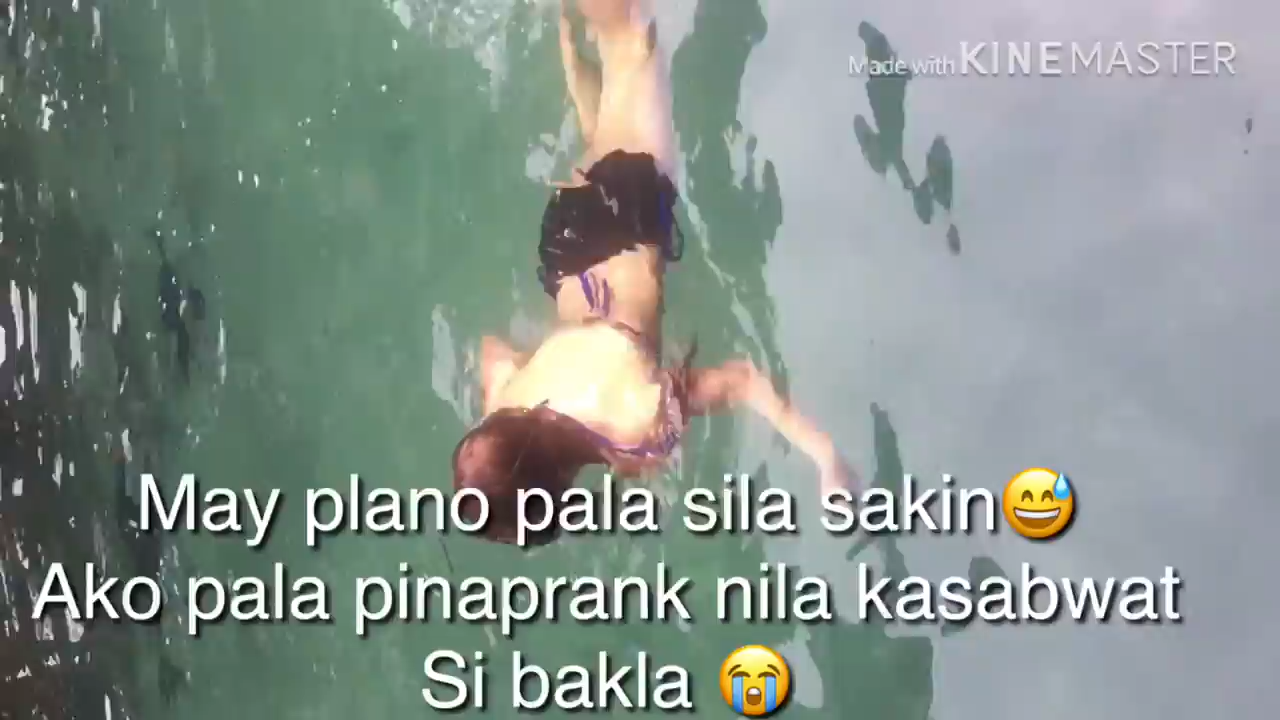 Made with KINEMASTER
May plano pala sila sakin😅
Ako pala pinaprank nila kasabwat
Si bakla 😭